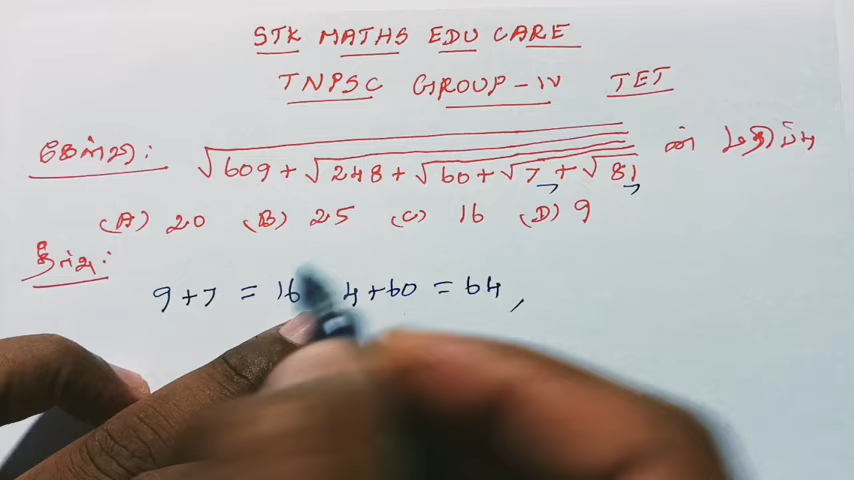 STK MATHS EDU CARE
TNPSC GROUP-IV TET
கேள்வி: √609+√248+√60+√7+√81 ன் மதிப்பு
(A) 20 (B) 25 (C) 16 (D) 9
தீர்வு:
9+7 = 16 4+60 = 64,